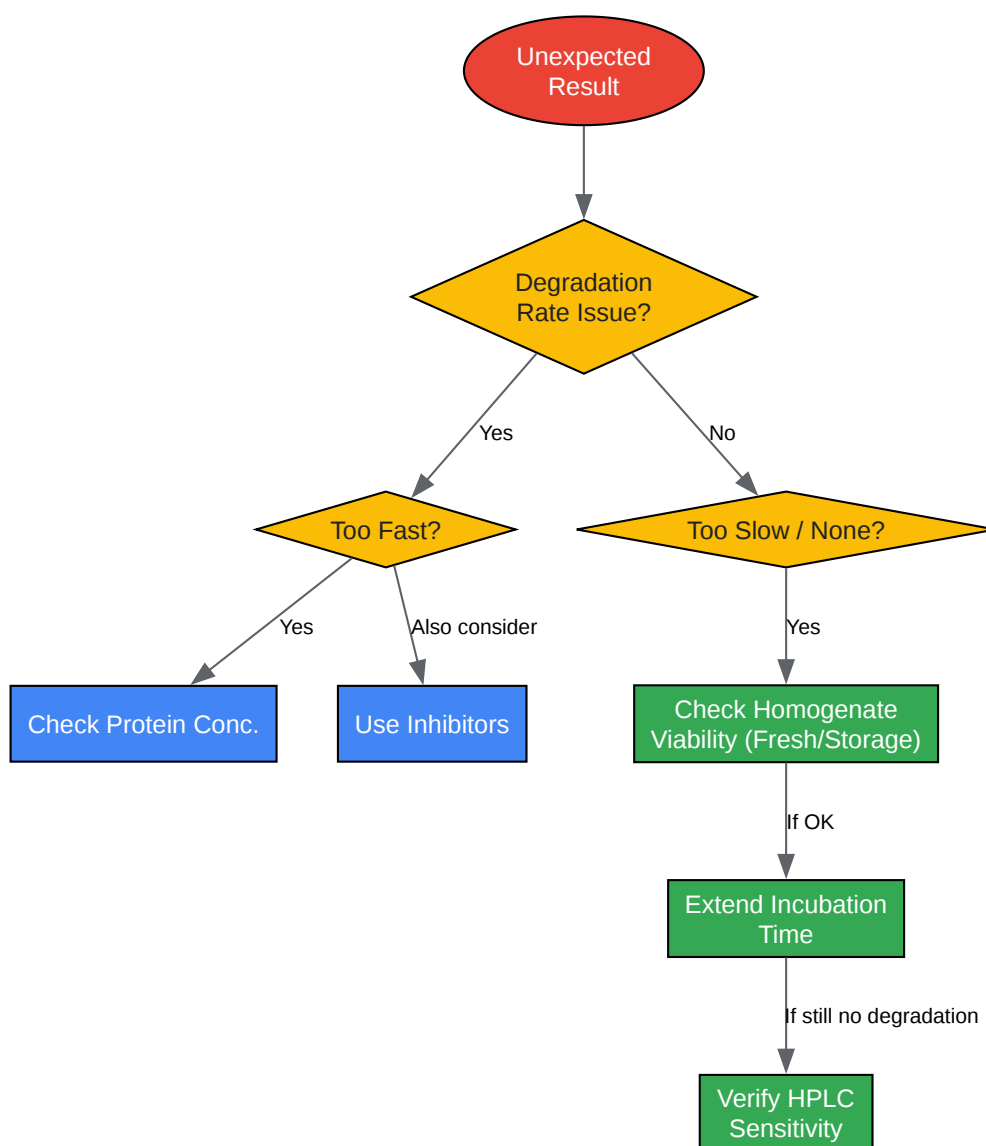 Unexpected
Result
Degradation
Rate Issue?
Yes
No
Too Fast?
Too Slow / None?
Yes
Also consider
Yes
Check Protein Conc.
Use Inhibitors
Check Homogenate
Viability (Fresh/Storage)
If OK
Extend Incubation
Time
If still no degradation
Verify HPLC
Sensitivity